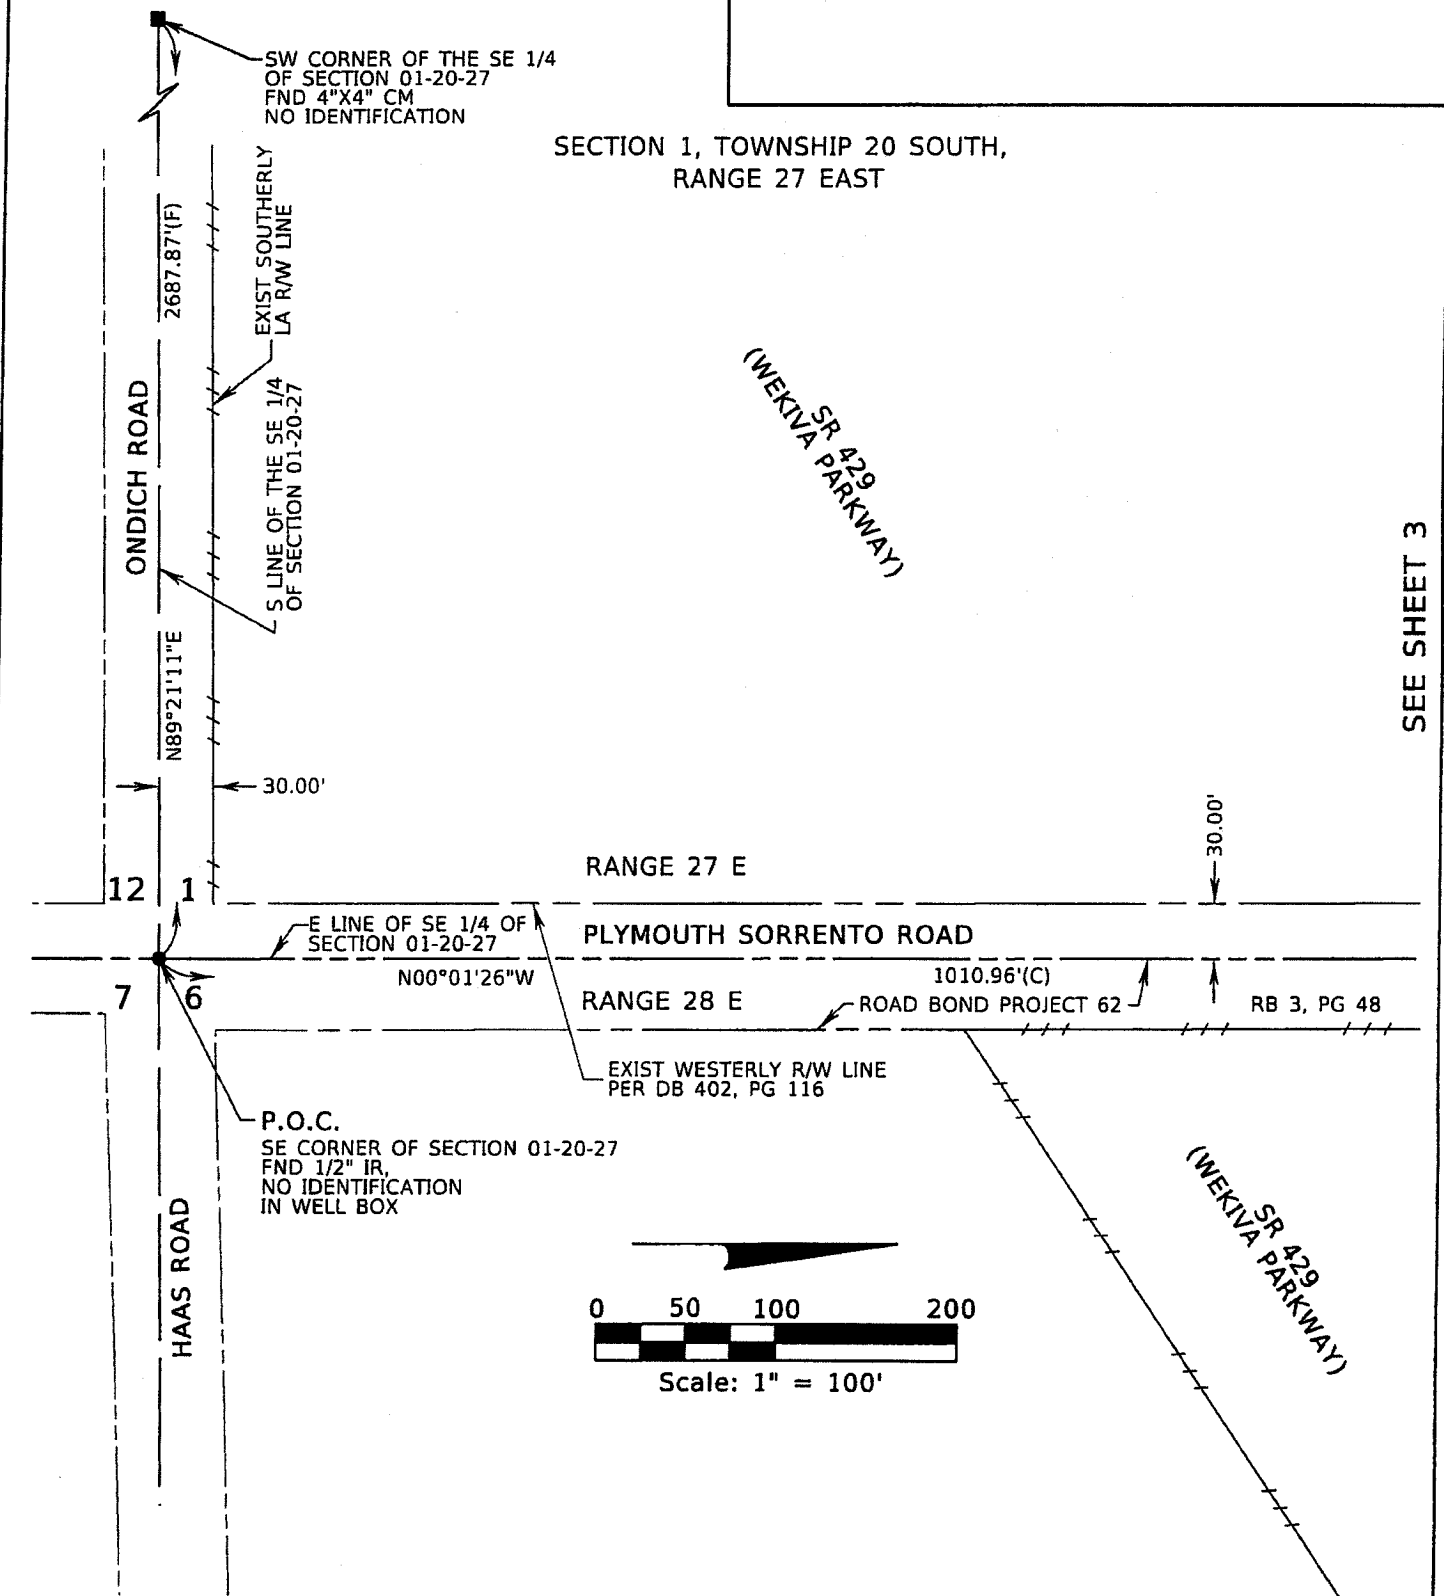 SW CORNER OF THE SE 1/4
OF SECTION 01-20-27
FND 4"X4" CM
NO IDENTIFICATION
SECTION 1, TOWNSHIP 20 SOUTH,
RANGE 27 EAST
2687.87'(F)
EXIST SOUTHERLY
LA R/W LINE
ONDICH ROAD
S LINE OF THE SE 1/4
OF SECTION 01-20-27
N89°21'11"E
SR 429
(WEKIVA PARKWAY)
SEE SHEET 3
30.00'
30.00'
RANGE 27 E
12 1
E LINE OF SE 1/4 OF
SECTION 01-20-27
PLYMOUTH SORRENTO ROAD
N00°01'26"W
1010.96'(C)
7 6
RANGE 28 E
ROAD BOND PROJECT 62
RB 3, PG 48
EXIST WESTERLY R/W LINE
PER DB 402, PG 116
P.O.C.
SE CORNER OF SECTION 01-20-27
FND 1/2" IR,
NO IDENTIFICATION
IN WELL BOX
HAAS ROAD
SR 429
(WEKIVA PARKWAY)
0 50 100 200
Scale: 1" = 100'